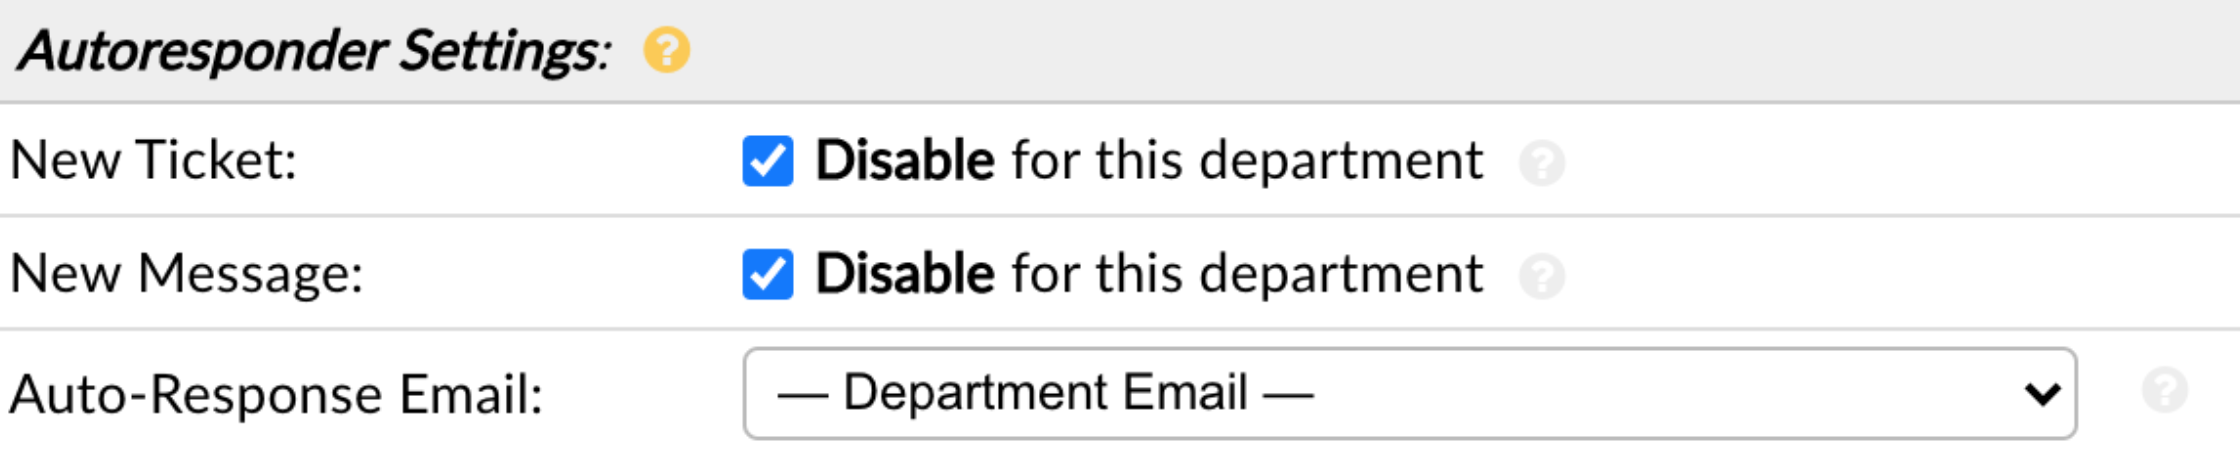 Autoresponder Settings: ?
New Ticket: Disable for this department ?
New Message: Disable for this department ?
Auto-Response Email: — Department Email — ?